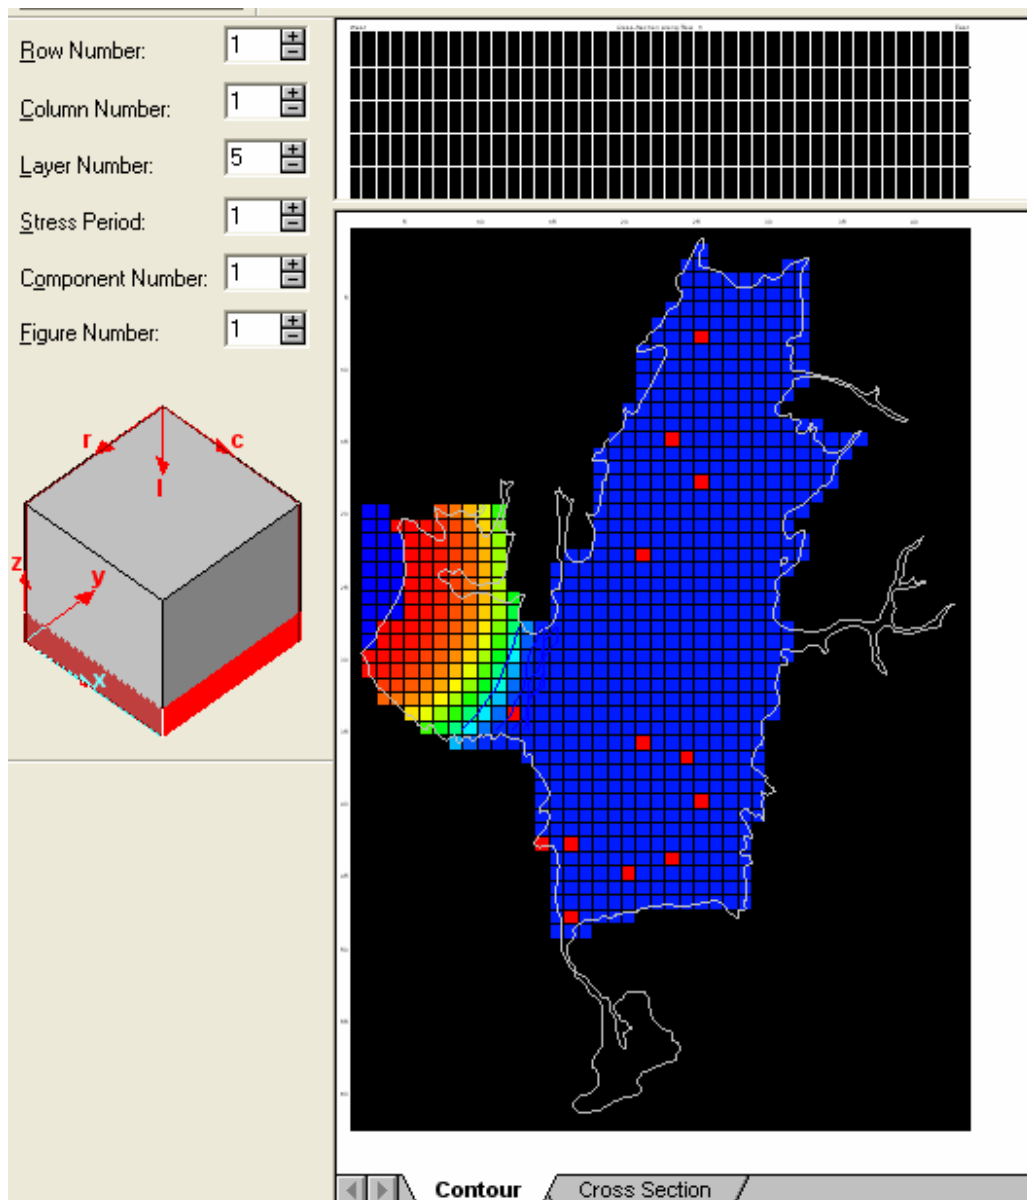 Row Number: 1
Column Number: 1
Layer Number: 5
Stress Period: 1
Component Number: 1
Figure Number: 1
r
c
l
z
y
x
Contour
Cross Section